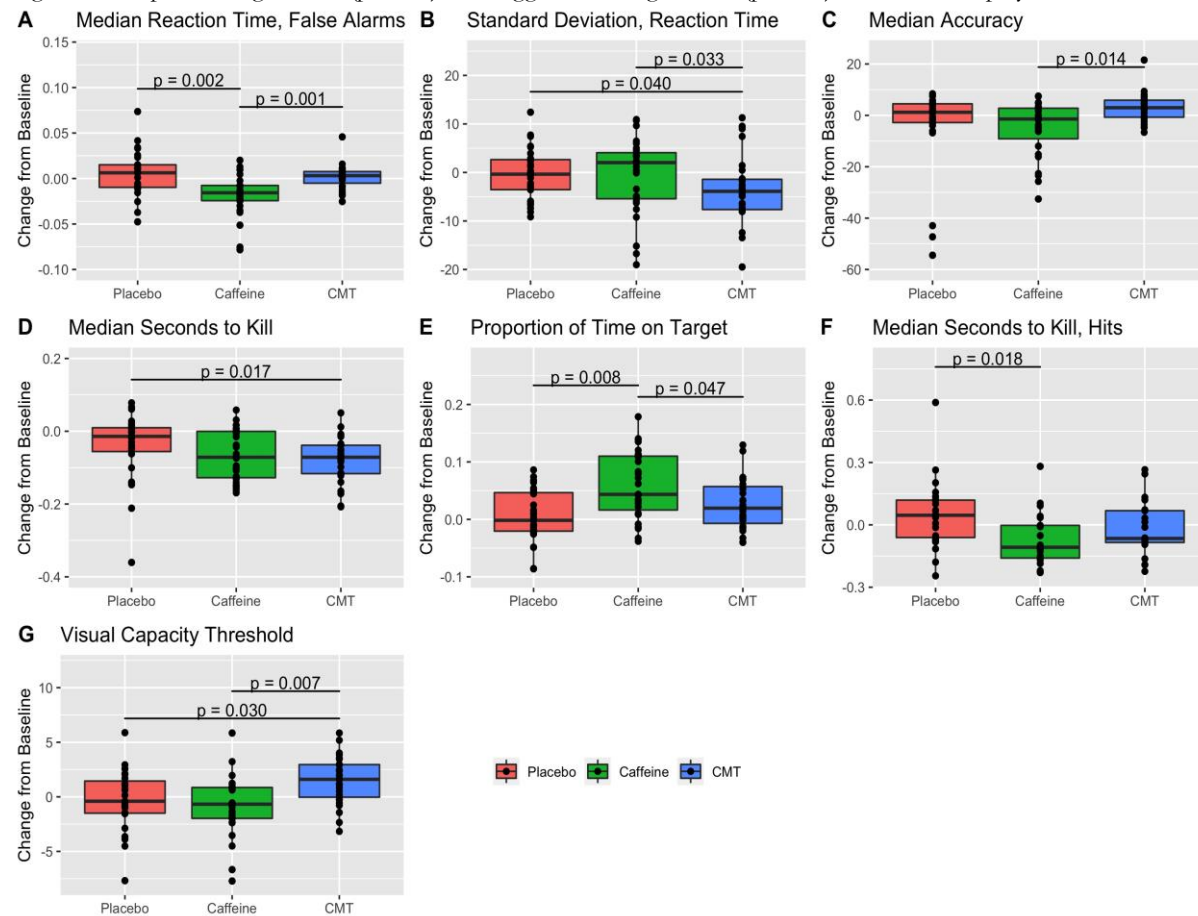 A Median Reaction Time, False Alarms
Change from Baseline
0.15
0.10
0.05
0.00
-0.05
-0.10
p = 0.002
p = 0.001
Placebo Caffeine CMT
B Standard Deviation, Reaction Time
Change from Baseline
20
10
0
-10
-20
p = 0.033
p = 0.040
Placebo Caffeine CMT
C Median Accuracy
Change from Baseline
20
0
-20
-40
-60
p = 0.014
Placebo Caffeine CMT
D Median Seconds to Kill
Change from Baseline
0.2
0.0
-0.2
-0.4
p = 0.017
Placebo Caffeine CMT
E Proportion of Time on Target
Change from Baseline
0.2
0.1
0.0
-0.1
p = 0.008
p = 0.047
Placebo Caffeine CMT
F Median Seconds to Kill, Hits
Change from Baseline
0.6
0.3
0.0
-0.3
p = 0.018
Placebo Caffeine CMT
G Visual Capacity Threshold
Change from Baseline
10
5
0
-5
p = 0.007
p = 0.030
Placebo Caffeine CMT
Placebo Caffeine CMT